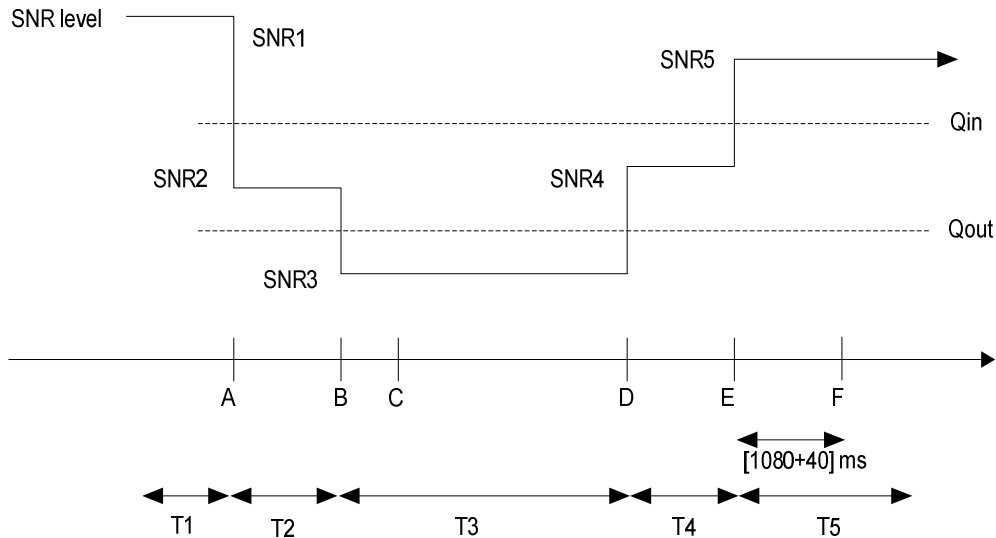 SNR level
SNR1
SNR5
Qin
SNR2
SNR4
Qout
SNR3
A B C D E F
[1080+40] ms
T1 T2 T3 T4 T5